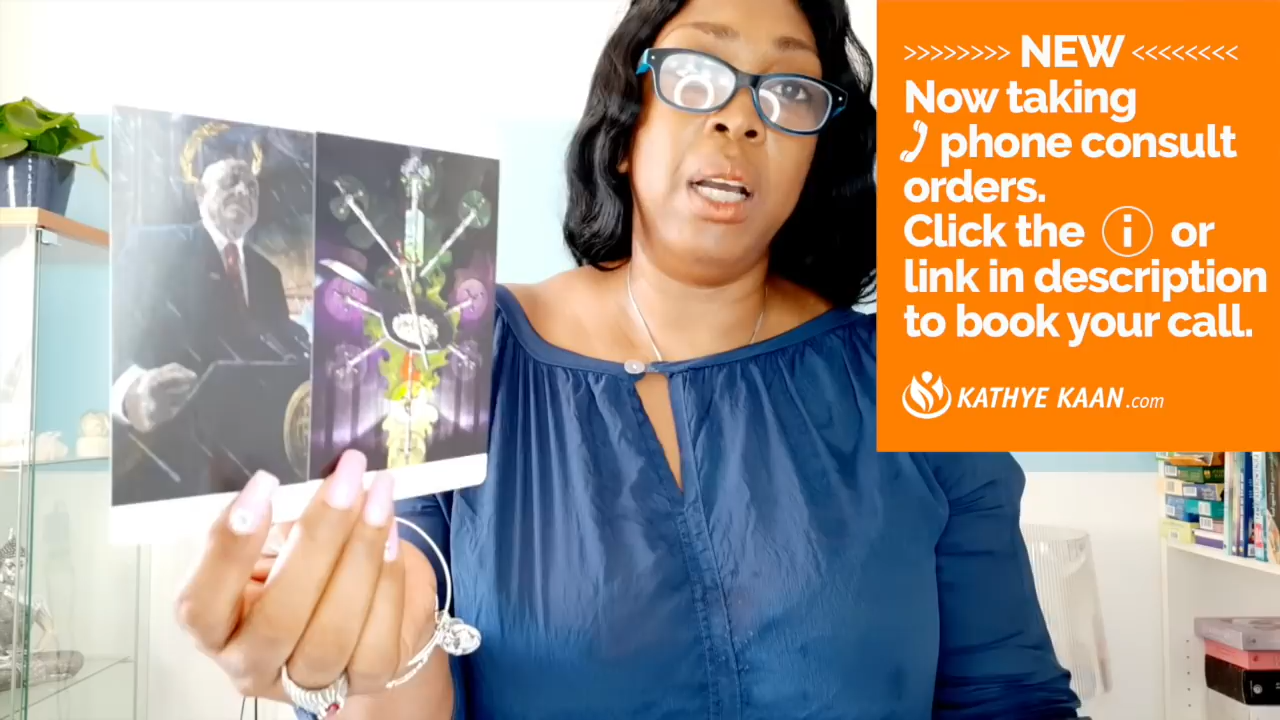 >>>>>>>> NEW <<<<<<<<
Now taking
phone consult
orders.
Click the i or
link in description
to book your call.
KATHYE KAAN.com